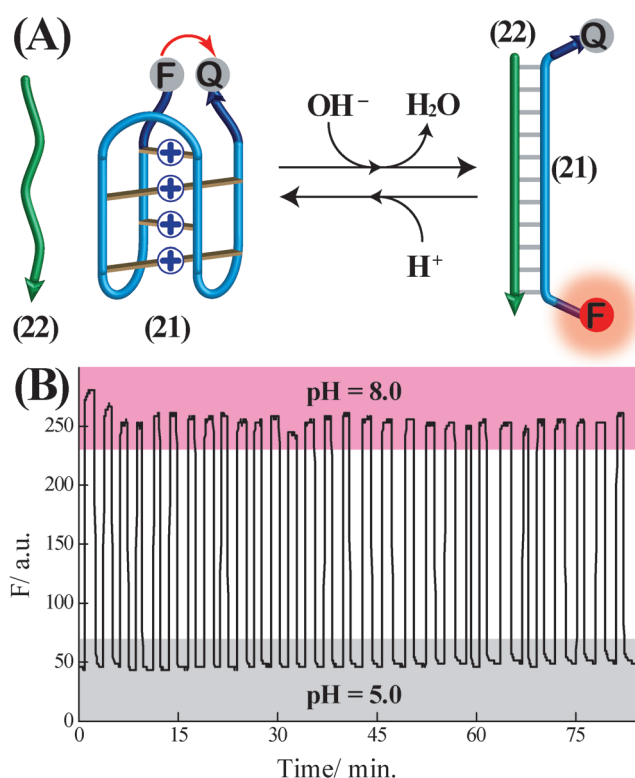 (A)
(22)
F Q
OH⁻ H₂O
Q
(21)
H⁺
F
(22) (21)
(B)
pH = 8.0
250
200
150
100
50
0
F/ a.u.
pH = 5.0
0 15 30 45 60 75
Time/ min.